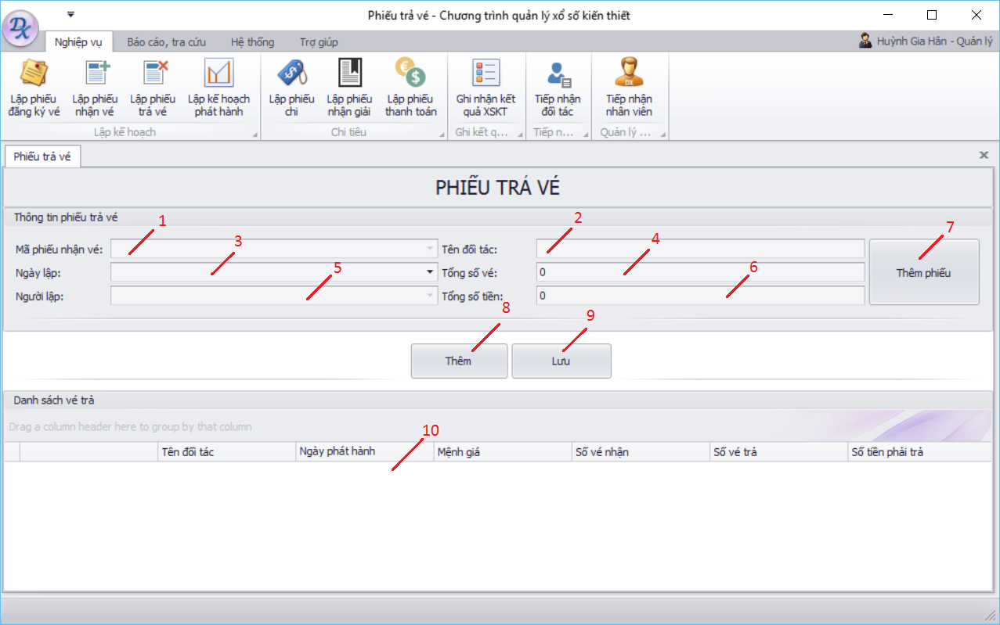 Phiếu trả vé - Chương trình quản lý xổ số kiến thiết
DX
Nghiệp vụ Báo cáo, tra cứu Hệ thống Trợ giúp Huỳnh Gia Hân - Quản lý
Lập phiếu đăng ký vé
Lập phiếu nhận vé
Lập phiếu trả vé
Lập kế hoạch phát hành
Lập phiếu chi
Lập phiếu nhận giải
Lập phiếu thanh toán
Ghi nhận kết quả XSKT
Tiếp nhận đối tác
DX
Tiếp nhận nhân viên
Lập kế hoạch Chi tiêu Ghi kết q... Tiếp n... Quản lý ...
Phiếu trả vé
PHIẾU TRẢ VÉ
Thông tin phiếu trả vé
1 2 7
3 4
Mã phiếu nhận vé: Tên đối tác:
5 6
Ngày lập: Tổng số vé: 0 Thêm phiếu
Người lập: Tổng số tiền: 0
8 9
Thêm Lưu
Danh sách vé trả
Drag a column header here to group by that column
10
Tên đối tác Ngày phát hành Mệnh giá Số vé nhận Số vé trả Số tiền phải trả